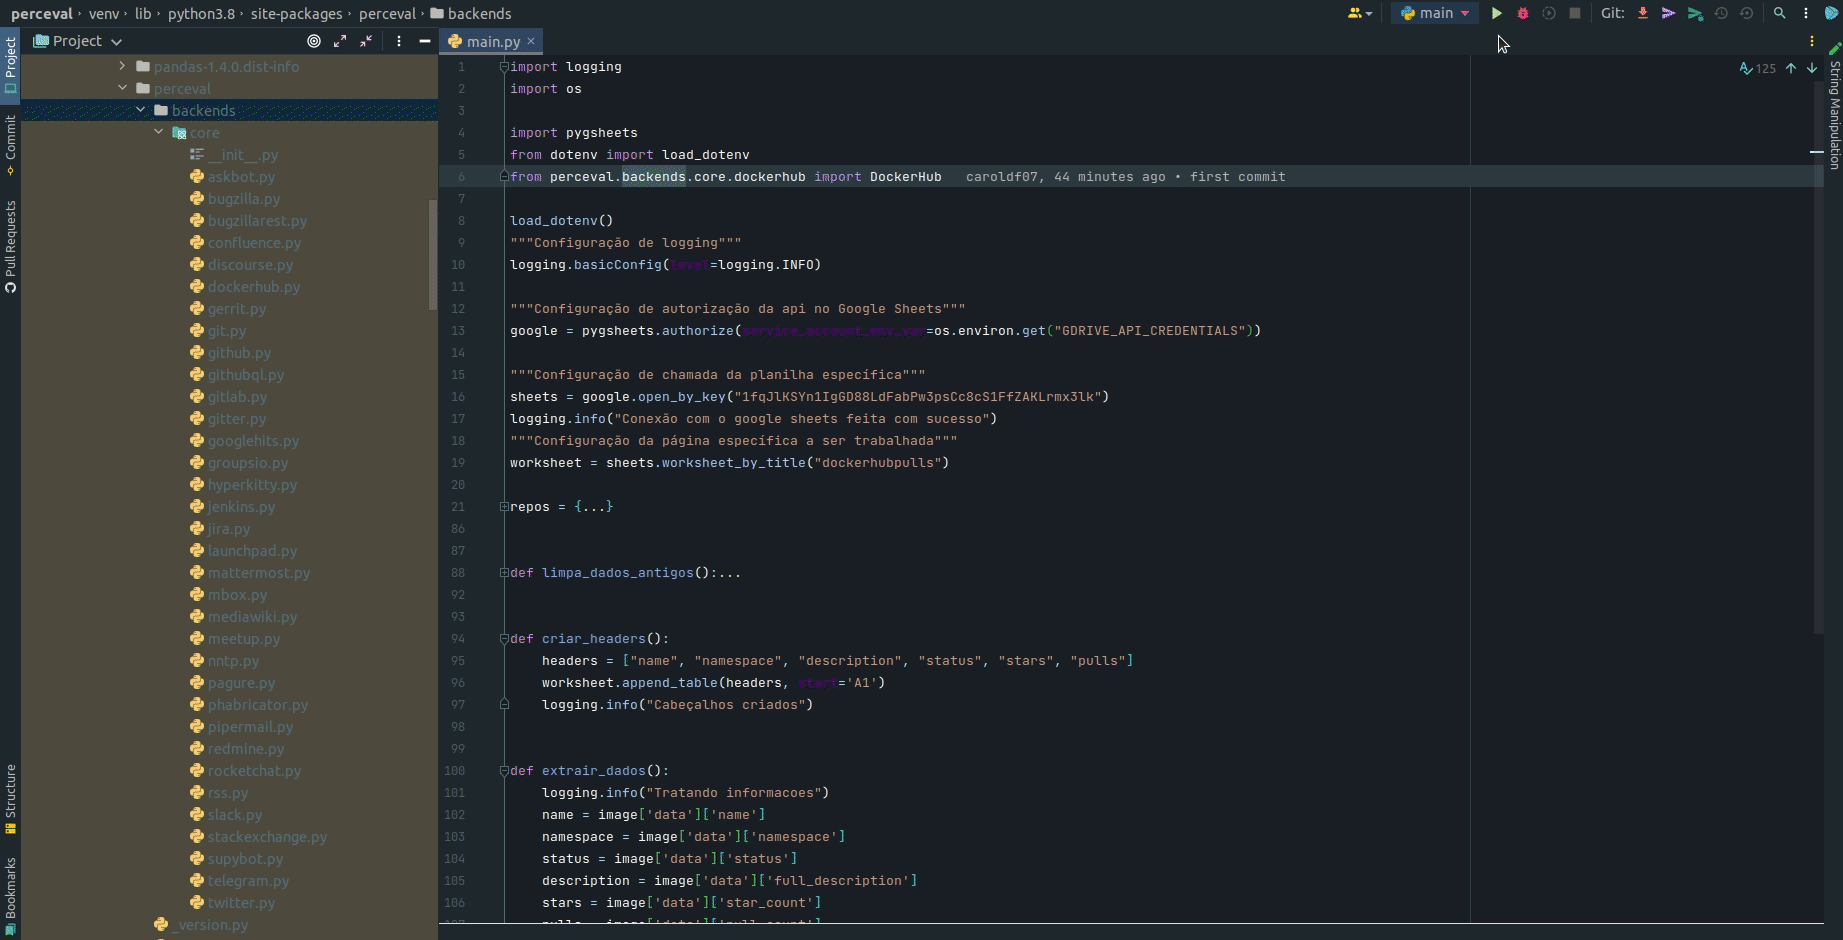 perceval › venv › lib › python3.8 › site-packages › perceval › backends
main
Git:
Project
Commit
Pull Requests
Structure
Bookmarks
Project
pandas-1.4.0.dist-info
perceval
backends
core
__init__.py
askbot.py
bugzilla.py
bugzillarest.py
confluence.py
discourse.py
dockerhub.py
gerrit.py
git.py
github.py
githubql.py
gitlab.py
gitter.py
googlehits.py
groupsio.py
hyperkitty.py
jenkins.py
jira.py
launchpad.py
mattermost.py
mbox.py
mediawiki.py
meetup.py
nntp.py
pagure.py
phabricator.py
pipermail.py
redmine.py
rocketchat.py
rss.py
slack.py
stackexchange.py
supybot.py
telegram.py
twitter.py
_version.py
main.py ×
125
String Manipulation
1 import logging
2 import os
3
4 import pygsheets
5 from dotenv import load_dotenv
6 from perceval.backends.core.dockerhub import DockerHub caroldf07, 44 minutes ago • first commit
7
8 load_dotenv()
9 """Configuração de logging"""
10 logging.basicConfig(level=logging.INFO)
11
12 """Configuração de autorização da api no Google Sheets"""
13 google = pygsheets.authorize(service_account_env_var=os.environ.get("GDRIVE_API_CREDENTIALS"))
14
15 """Configuração de chamada da planilha específica"""
16 sheets = google.open_by_key("1fqJlKSYn1IgGD88LdFabPw3psCc8cS1FfZAKLrmx3lk")
17 logging.info("Conexão com o google sheets feita com sucesso")
18 """Configuração da página específica a ser trabalhada"""
19 worksheet = sheets.worksheet_by_title("dockerhubpulls")
20
21 repos = {...}
86
87
88 def limpa_dados_antigos():...
92
93
94 def criar_headers():
95 headers = ["name", "namespace", "description", "status", "stars", "pulls"]
96 worksheet.append_table(headers, start='A1')
97 logging.info("Cabeçalhos criados")
98
99
100 def extrair_dados():
101 logging.info("Tratando informacoes")
102 name = image['data']['name']
103 namespace = image['data']['namespace']
104 status = image['data']['status']
105 description = image['data']['full_description']
106 stars = image['data']['star_count']